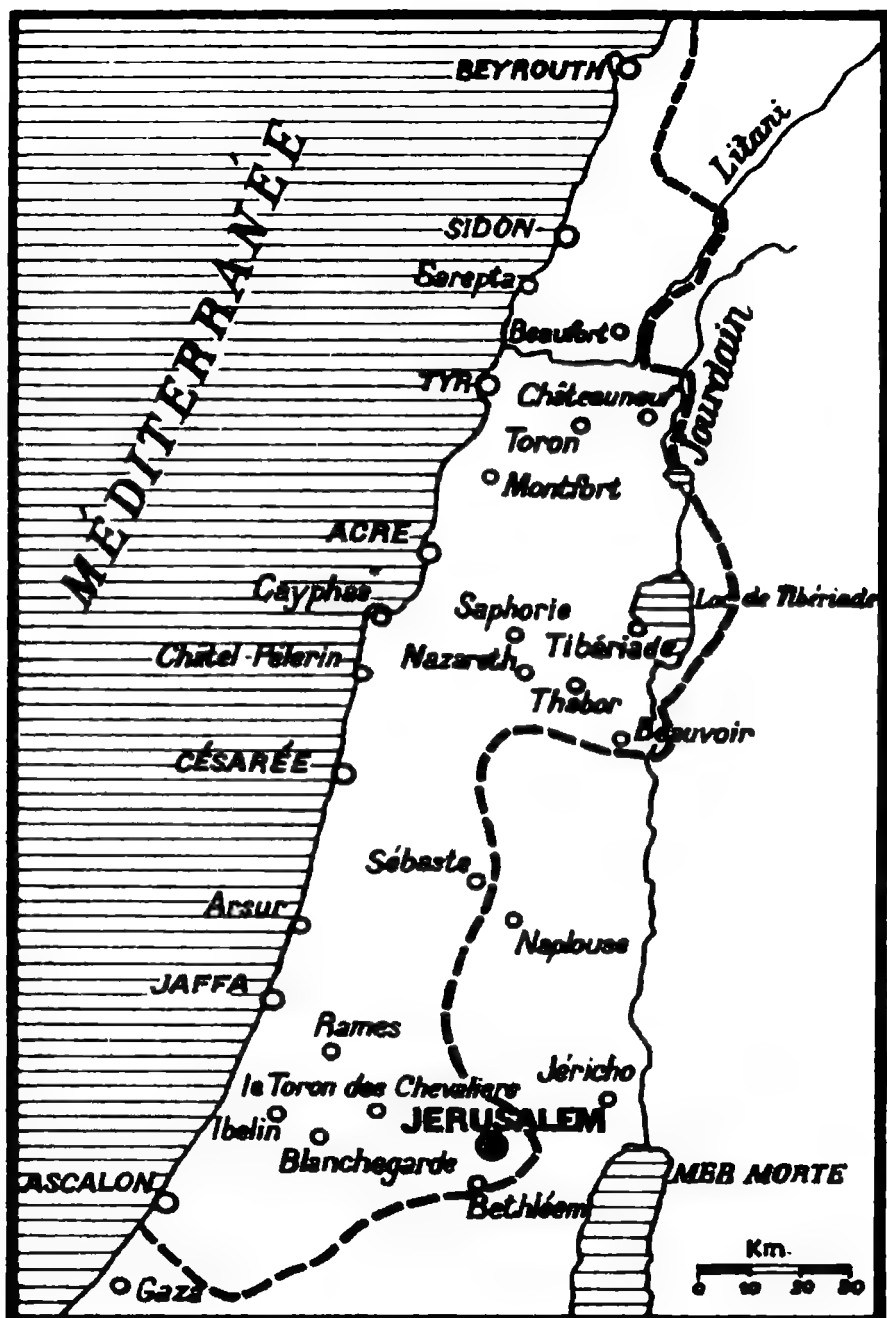 BEYROUTH
Litani
MÉDITERRANÉE
SIDON
Sarepta
Beaufort
Jourdain
TYR
Châteauneuf
Toron
Montfort
ACRE
Cayphas
Lac de Tibériade
Saphorie
Tibériade
Chatel-Pèlerin
Nazareth
Thabor
Beauvoir
CÉSARÉE
Sébaste
Arsur
Naplouse
JAFFA
Rames
Jéricho
le Toron des Chevaliers
JERUSALEM
Ibelin
Blanchegarde
ASCALON
MER MORTE
Bethléem
Km.
Gaza
0 10 20 30